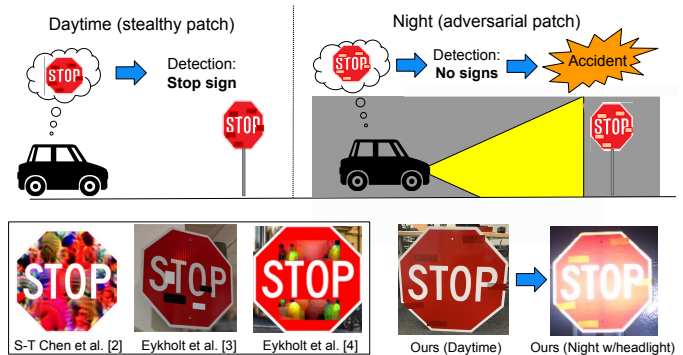 Daytime (stealthy patch)
Night (adversarial patch)
STOP
Detection:
Stop sign
STOP
Detection:
No signs
Accident
STOP
STOP
STOP
STOP
STOP
STOP
STOP
S-T Chen et al. [2]
Eykholt et al. [3]
Eykholt et al. [4]
Ours (Daytime)
Ours (Night w/headlight)